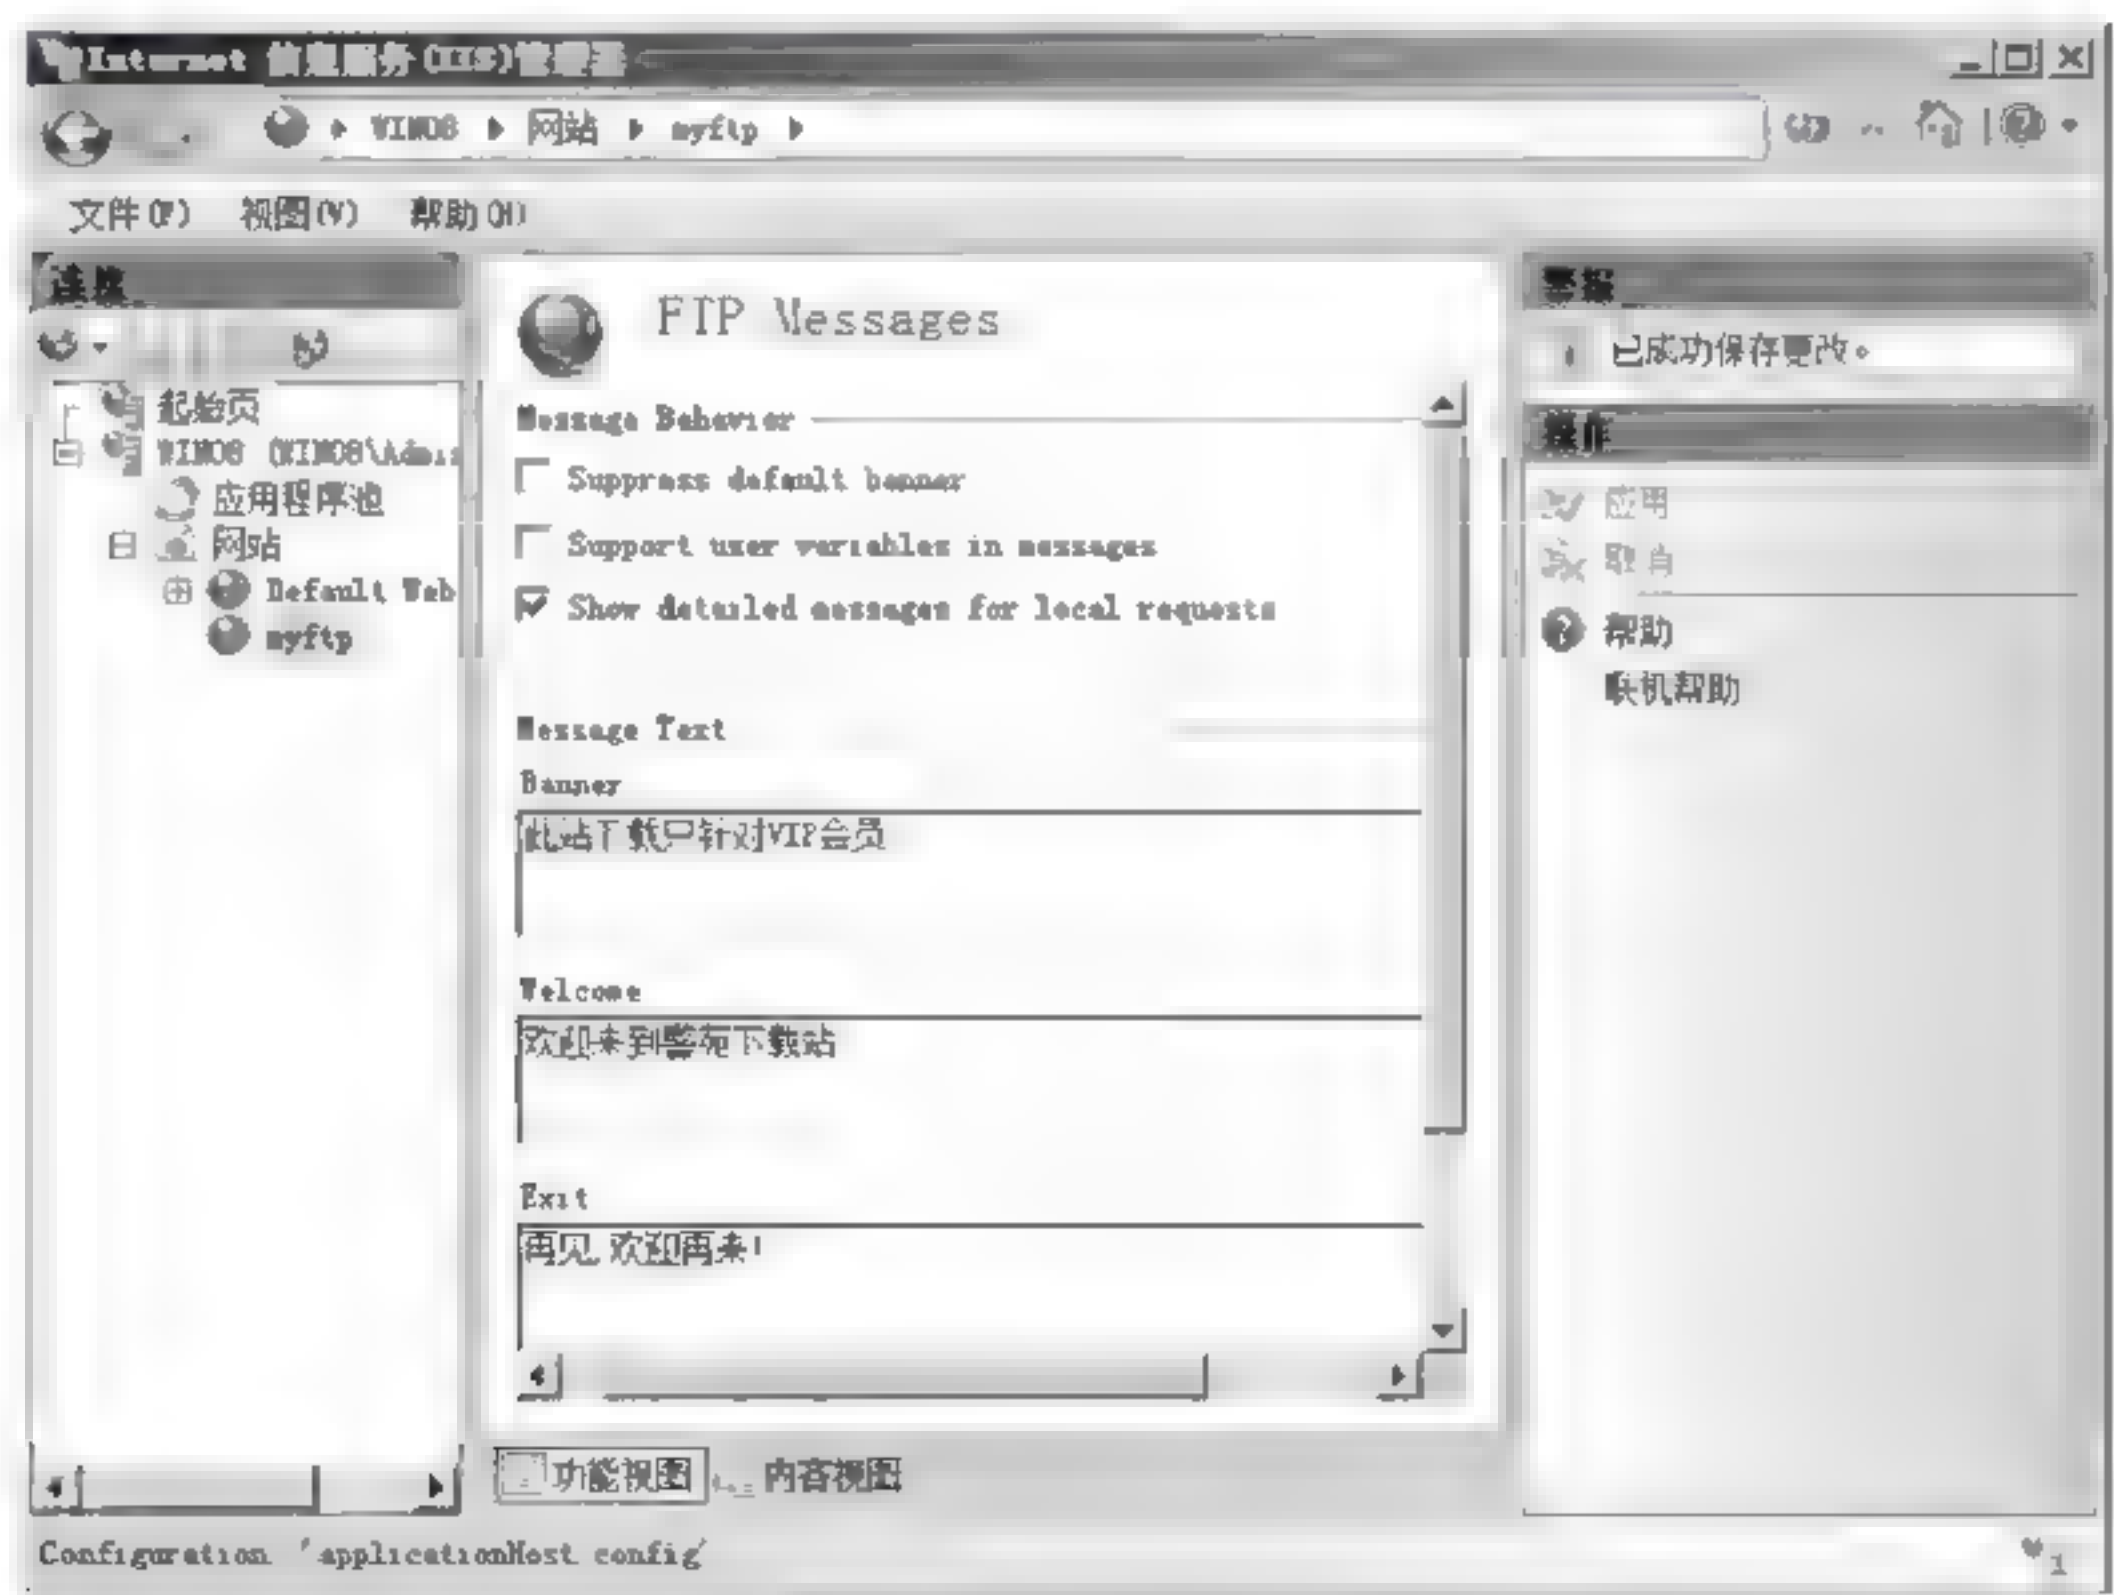 Internet 信息服务(IIS)管理器
WIN08 网站 myftp
文件(F) 视图(V) 帮助(H)
连接
起始页
WIN08 (WIN08\Admi
应用程序池
网站
Default Web
myftp
FTP Messages
Message Behavior
Suppress default banner
Support user variables in messages
Show detailed messages for local requests
Message Text
Banner
此站下载只针对VIP会员
Welcome
欢迎来到警苑下载站
Exit
再见,欢迎再来!
功能视图 内容视图
警报
已成功保存更改。
操作
应用
取消
帮助
联机帮助
Configuration 'applicationHost config'